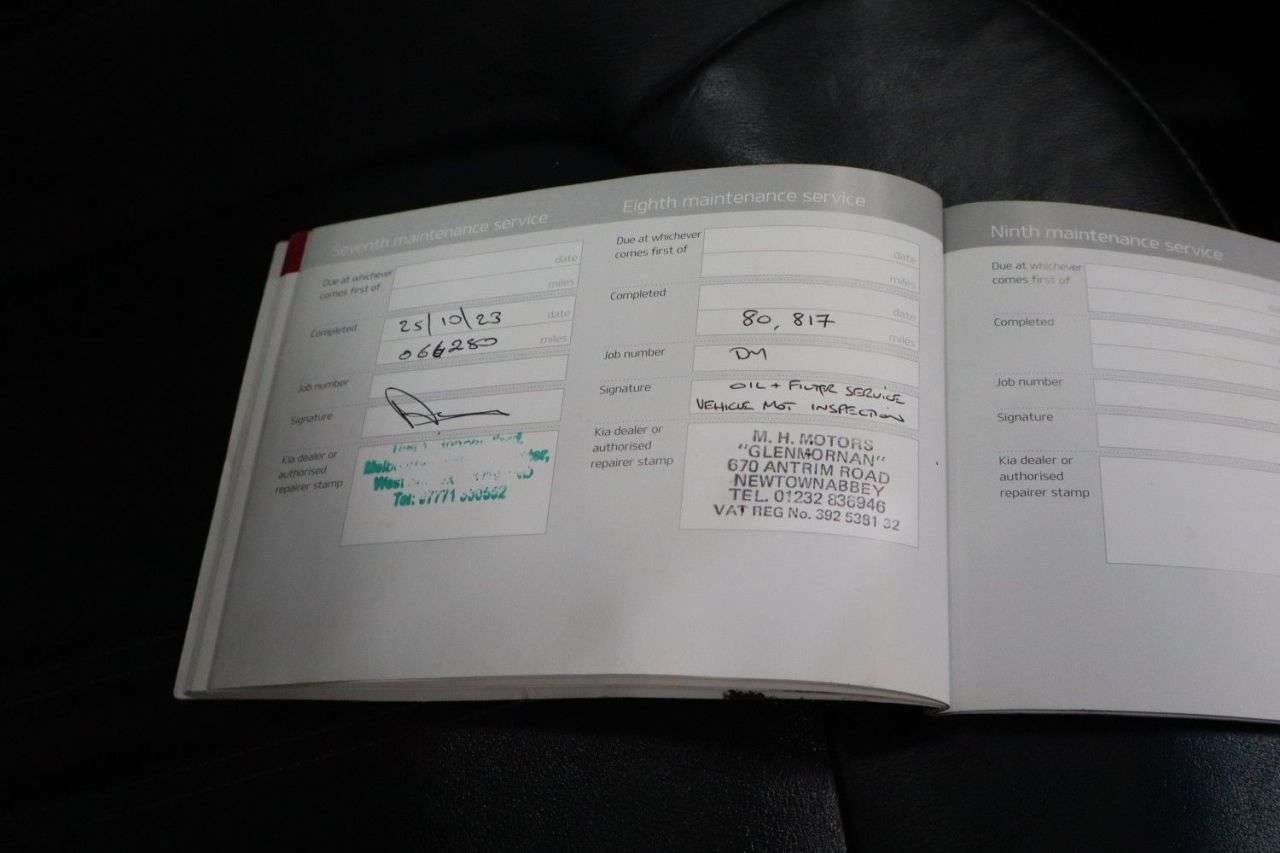 Seventh maintenance service
Due at whichever
comes first of
date
miles
Completed
25/10/23
date
066280
miles
Job number
Signature
Kia dealer or
authorised
repairer stamp
West
Tel: 07771
Eighth maintenance service
Due at whichever
comes first of
date
miles
Completed
date
80, 817
miles
Job number
DM
Signature
OIL + FILTER SERVICE
VEHICLE MOT INSPECTION
Kia dealer or
authorised
repairer stamp
M. H. MOTORS
"GLENMORNAN"
670 ANTRIM ROAD
NEWTOWNABBEY
TEL. 01232 836946
VAT REG No. 392 5391 32
Ninth maintenance service
Due at whichever
comes first of
Completed
Job number
Signature
Kia dealer or
authorised
repairer stamp